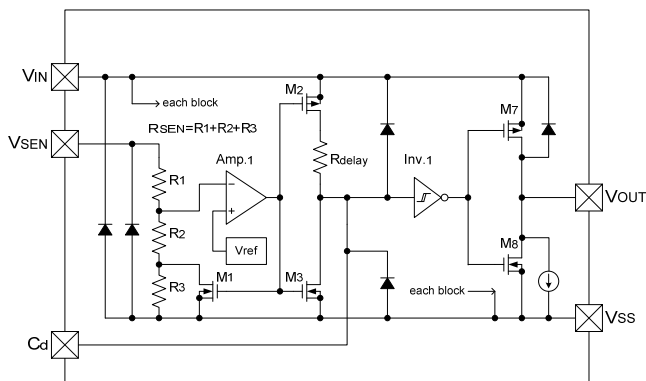 VIN
M2
M7
each block
RSEN=R1+R2+R3
VSEN
Amp.1
Rdelay
Inv.1
R1
VOUT
R2
Vref
M8
M1
M3
R3
each block
VSS
Cd